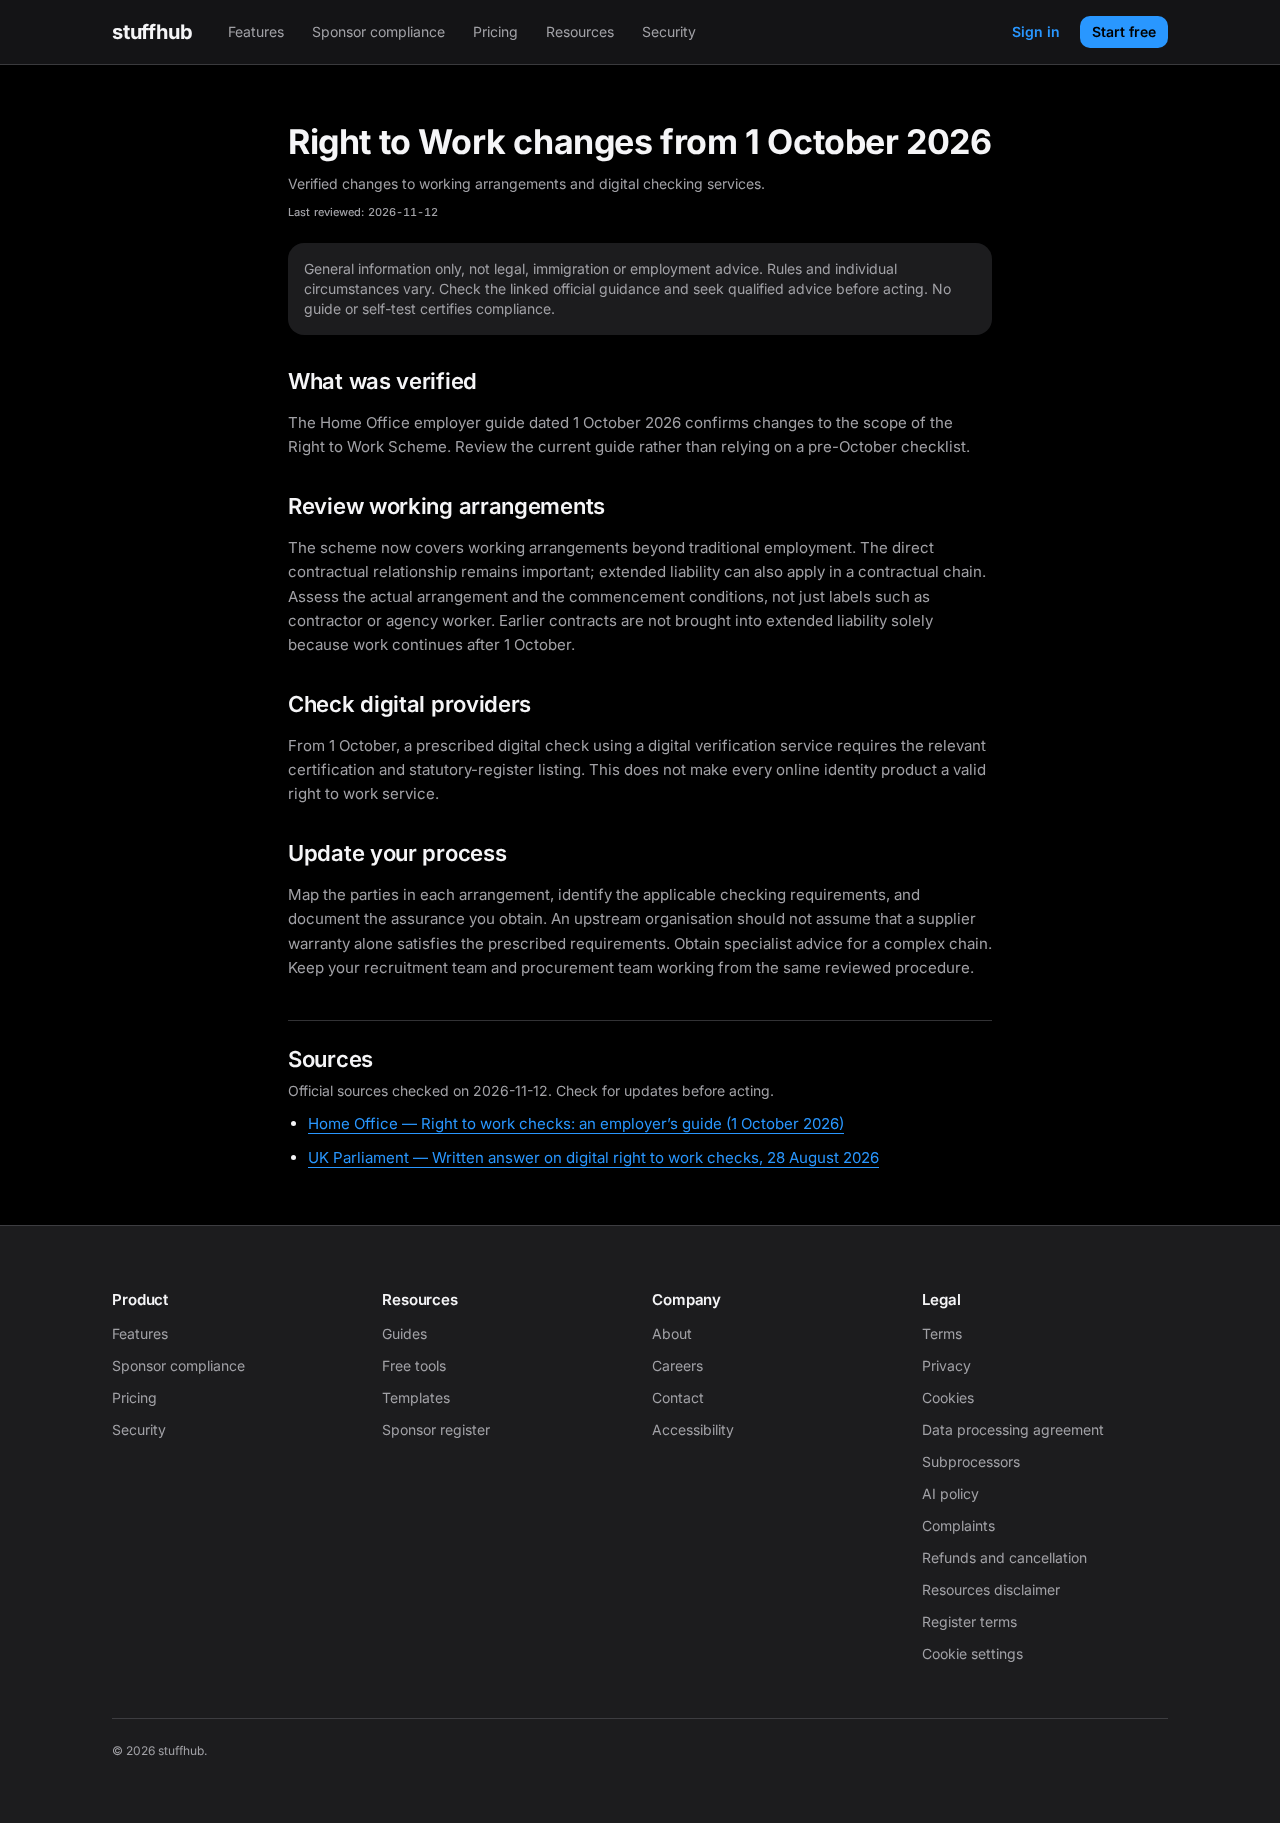 stuffhub
Features
Sponsor compliance
Pricing
Resources
Security
Sign in
Start free
Right to Work changes from 1 October 2026
Verified changes to working arrangements and digital checking services.
Last reviewed: 2026-11-12
General information only, not legal, immigration or employment advice. Rules and individual
circumstances vary. Check the linked official guidance and seek qualified advice before acting. No
guide or self-test certifies compliance.
What was verified
The Home Office employer guide dated 1 October 2026 confirms changes to the scope of the
Right to Work Scheme. Review the current guide rather than relying on a pre-October checklist.
Review working arrangements
The scheme now covers working arrangements beyond traditional employment. The direct
contractual relationship remains important; extended liability can also apply in a contractual chain.
Assess the actual arrangement and the commencement conditions, not just labels such as
contractor or agency worker. Earlier contracts are not brought into extended liability solely
because work continues after 1 October.
Check digital providers
From 1 October, a prescribed digital check using a digital verification service requires the relevant
certification and statutory-register listing. This does not make every online identity product a valid
right to work service.
Update your process
Map the parties in each arrangement, identify the applicable checking requirements, and
document the assurance you obtain. An upstream organisation should not assume that a supplier
warranty alone satisfies the prescribed requirements. Obtain specialist advice for a complex chain.
Keep your recruitment team and procurement team working from the same reviewed procedure.
Sources
Official sources checked on 2026-11-12. Check for updates before acting.
• Home Office — Right to work checks: an employer’s guide (1 October 2026)
• UK Parliament — Written answer on digital right to work checks, 28 August 2026
Product
Features
Sponsor compliance
Pricing
Security
Resources
Guides
Free tools
Templates
Sponsor register
Company
About
Careers
Contact
Accessibility
Legal
Terms
Privacy
Cookies
Data processing agreement
Subprocessors
AI policy
Complaints
Refunds and cancellation
Resources disclaimer
Register terms
Cookie settings
© 2026 stuffhub.